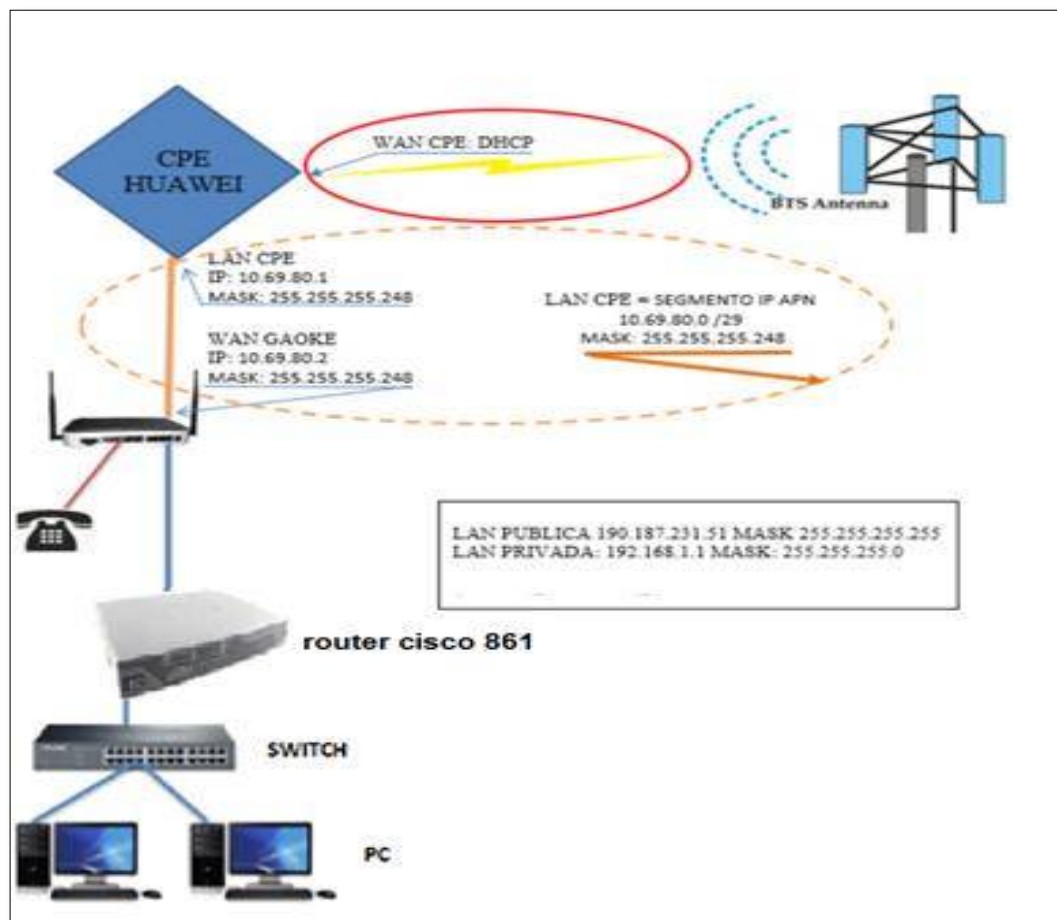 CPE
HUAWEI
WAN CPE: DHCP
BTS Antenna
LAN CPE
IP: 10.69.80.1
MASK: 255.255.255.248
LAN CPE = SEGMENTO IP APN
10.69.80.0 /29
MASK: 255.255.255.248
WAN GAOKE
IP: 10.69.80.2
MASK: 255.255.255.248
LAN PUBLICA 190.187.231.51 MASK 255.255.255.255
LAN PRIVADA: 192.168.1.1 MASK: 255.255.255.0
router cisco 861
SWITCH
PC